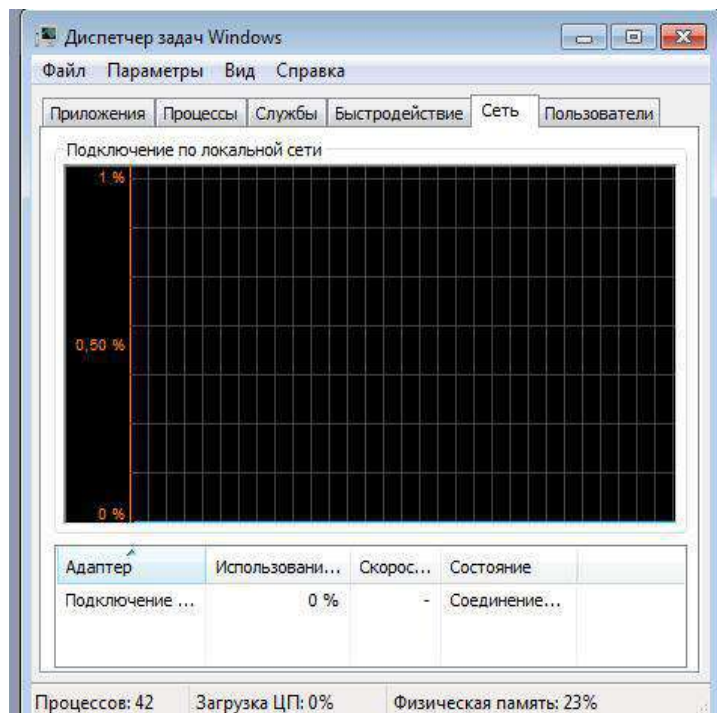 Диспетчер задач Windows
Файл Параметры Вид Справка
Приложения Процессы Службы Быстродействие Сеть Пользователи
Подключение по локальной сети
1 %
0,50 %
0 %
Адаптер Использовани... Скорос... Состояние
Подключение ... 0 % - Соединение...
Процессов: 42 Загрузка ЦП: 0% Физическая память: 23%